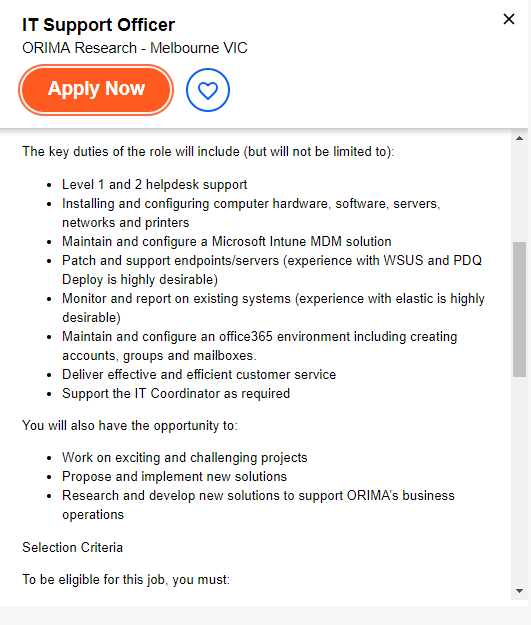 IT Support Officer
ORIMA Research - Melbourne VIC
Apply Now
The key duties of the role will include (but will not be limited to):
• Level 1 and 2 helpdesk support
• Installing and configuring computer hardware, software, servers,
networks and printers
• Maintain and configure a Microsoft Intune MDM solution
• Patch and support endpoints/servers (experience with WSUS and PDQ
Deploy is highly desirable)
• Monitor and report on existing systems (experience with elastic is highly
desirable)
• Maintain and configure an office365 environment including creating
accounts, groups and mailboxes.
• Deliver effective and efficient customer service
• Support the IT Coordinator as required
You will also have the opportunity to:
• Work on exciting and challenging projects
• Propose and implement new solutions
• Research and develop new solutions to support ORIMA's business
operations
Selection Criteria
To be eligible for this job, you must: